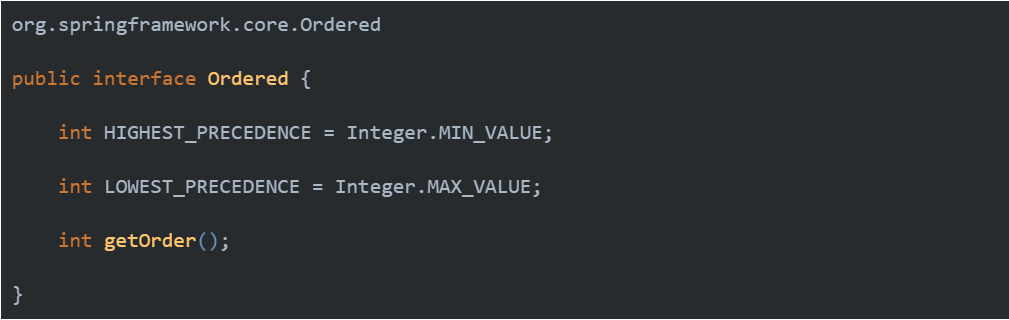 org.springframework.core.Ordered
public interface Ordered {
int HIGHEST_PRECEDENCE = Integer.MIN_VALUE;
int LOWEST_PRECEDENCE = Integer.MAX_VALUE;
int getOrder();
}